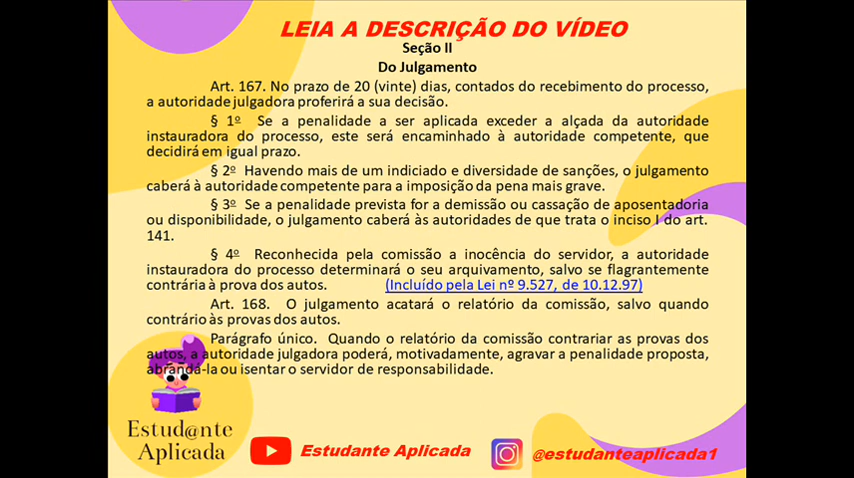 LEIA A DESCRIÇÃO DO VÍDEO
Seção II
Do Julgamento
Art. 167. No prazo de 20 (vinte) dias, contados do recebimento do processo,
a autoridade julgadora proferirá a sua decisão.
§ 1º Se a penalidade a ser aplicada exceder a alçada da autoridade
instauradora do processo, este será encaminhado à autoridade competente, que
decidirá em igual prazo.
§ 2º Havendo mais de um indiciado e diversidade de sanções, o julgamento
caberá à autoridade competente para a imposição da pena mais grave.
§ 3º Se a penalidade prevista for a demissão ou cassação de aposentadoria
ou disponibilidade, o julgamento caberá às autoridades de que trata o inciso I do art.
141.
§ 4º Reconhecida pela comissão a inocência do servidor, a autoridade
instauradora do processo determinará o seu arquivamento, salvo se flagrantemente
contrária à prova dos autos. (Incluído pela Lei nº 9.527, de 10.12.97)
Art. 168. O julgamento acatará o relatório da comissão, salvo quando
contrário às provas dos autos.
Parágrafo único. Quando o relatório da comissão contrariar as provas dos
autos, a autoridade julgadora poderá, motivadamente, agravar a penalidade proposta,
abrandá-la ou isentar o servidor de responsabilidade.
Estud@nte
Aplicada
Estudante Aplicada
@estudanteaplicada1